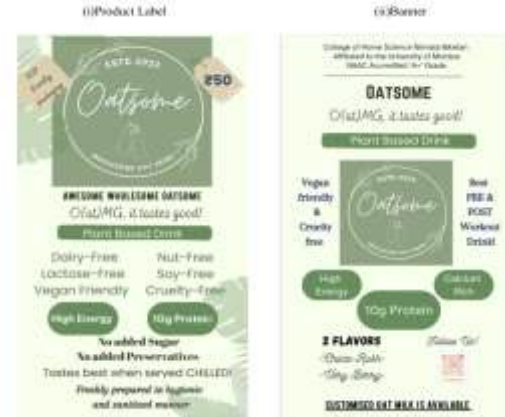 (i)Product Label
ESTD 2022
Oatsome
₹50
AWESOME WHOLESOME OATSOME
O(at)MG, it tastes good!
Plant Based Drink
Dairy-Free
Nut-Free
Lactose-Free
Soy-Free
Vegan Friendly
Cruelty-Free
High Energy
10g Protein
No added Sugar
No added Preservatives
Tastes best when served CHILLED!
Freshly prepared in hygienic
and sanitized manner
(ii)Banner
College of Home Science Nirmala Niketan
Affiliated to the University of Mumbai
NAAC Accredited Grade
OATSOME
O(at)MG, it tastes good!
Plant Based Drink
Vegan
friendly
&
Cruelty
free
Oatsome
Best
PRE &
POST
Workout
Drink!
High
Energy
Calcium
Rich
10g Protein
2 FLAVORS
Follow Us!
CUSTOMISED OAT MILK IS AVAILABLE